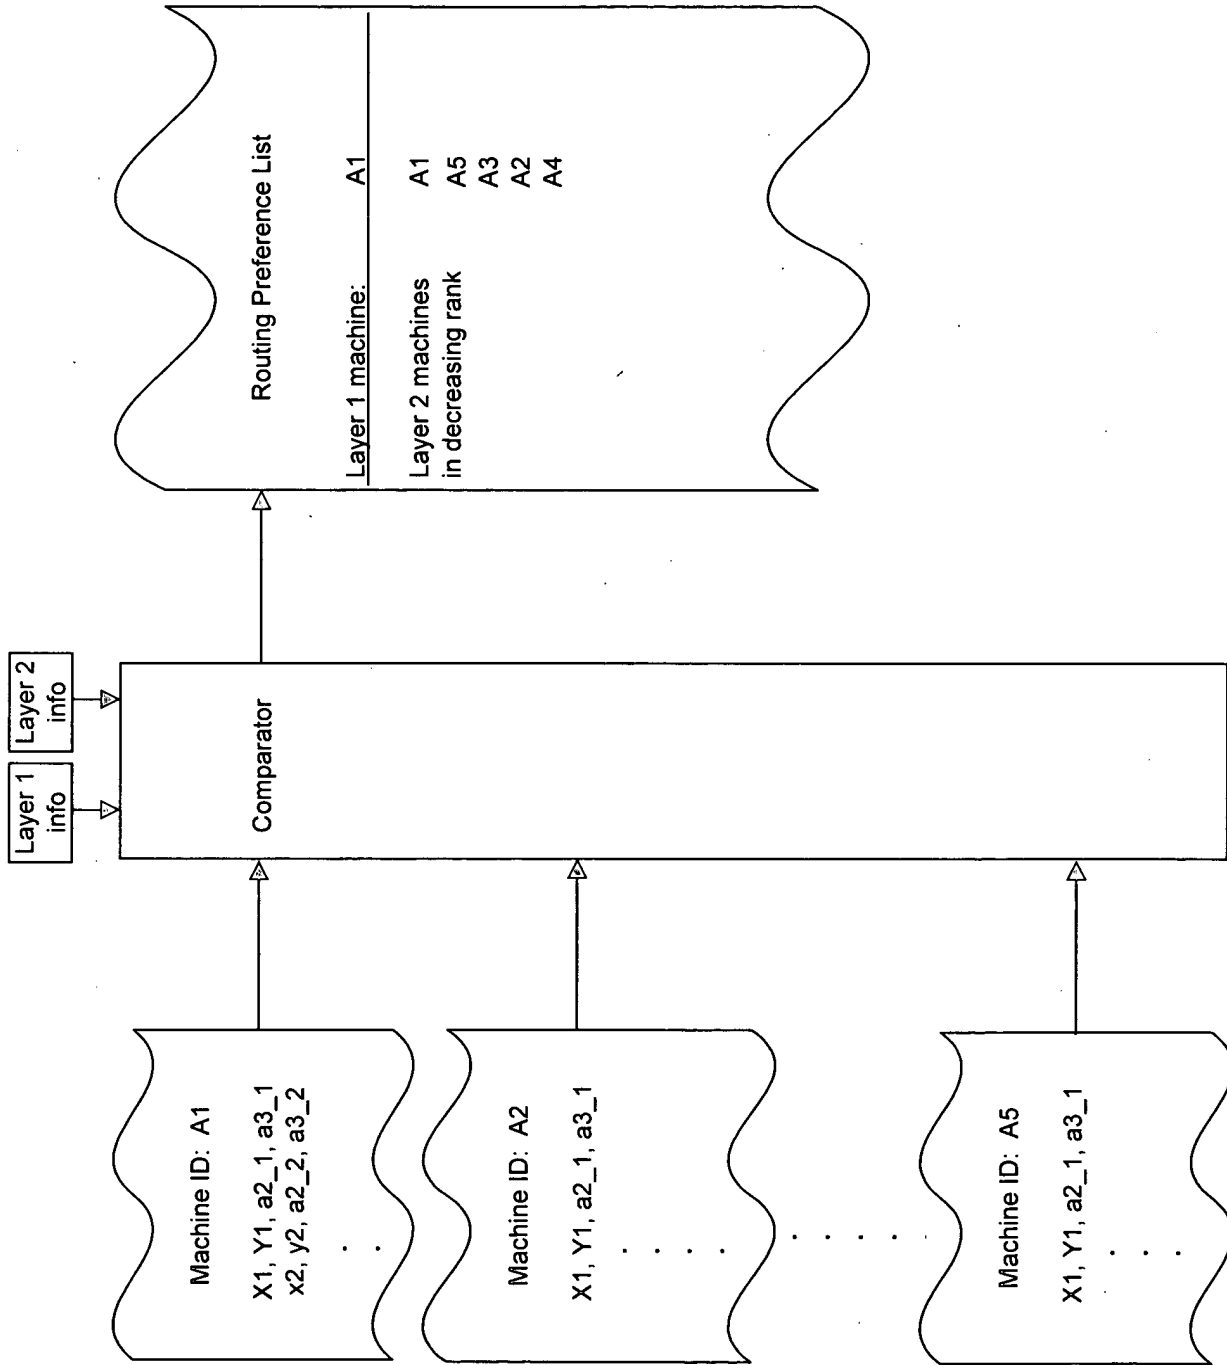 Machine ID: A1
X1, Y1, a2_1, a3_1
x2, y2, a2_2, a3_2
. .
Machine ID: A2
X1, Y1, a2_1, a3_1
. . . . .
. . . . .
Machine ID: A5
X1, Y1, a2_1, a3_1
. . .
Layer 1
info
Layer 2
info
Comparator
Routing Preference List
Layer 1 machine: A1
Layer 2 machines A1
in decreasing rank A5
A3
A2
A4